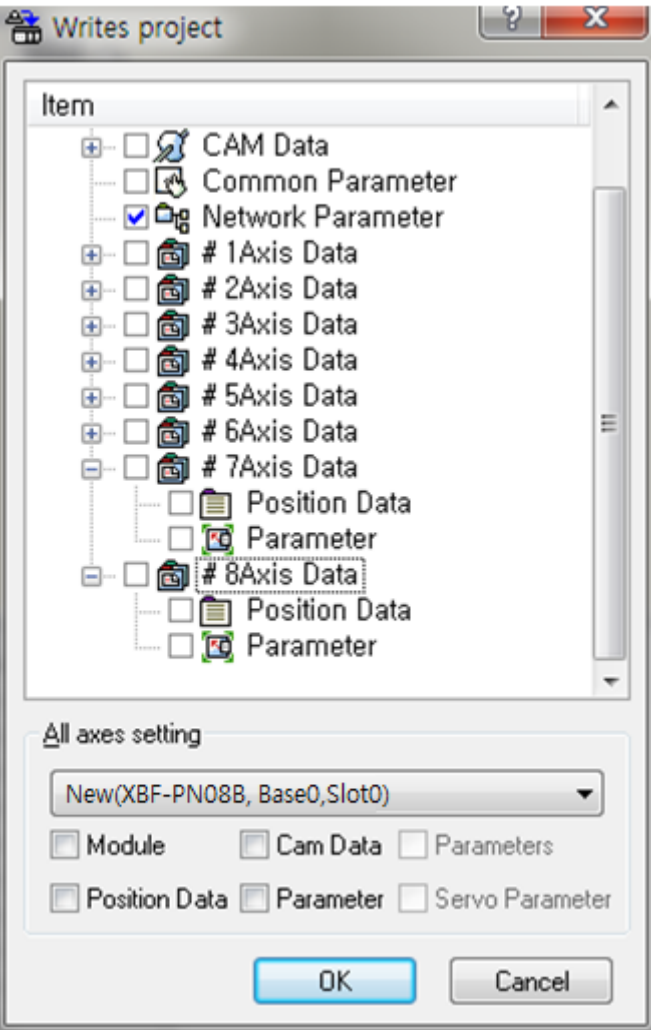 Writes project
Item
CAM Data
Common Parameter
Network Parameter
# 1Axis Data
# 2Axis Data
# 3Axis Data
# 4Axis Data
# 5Axis Data
# 6Axis Data
# 7Axis Data
Position Data
Parameter
# 8Axis Data
Position Data
Parameter
All axes setting
New(XBF-PN08B, Base0,Slot0)
Module Cam Data Parameters
Position Data Parameter Servo Parameter
OK Cancel